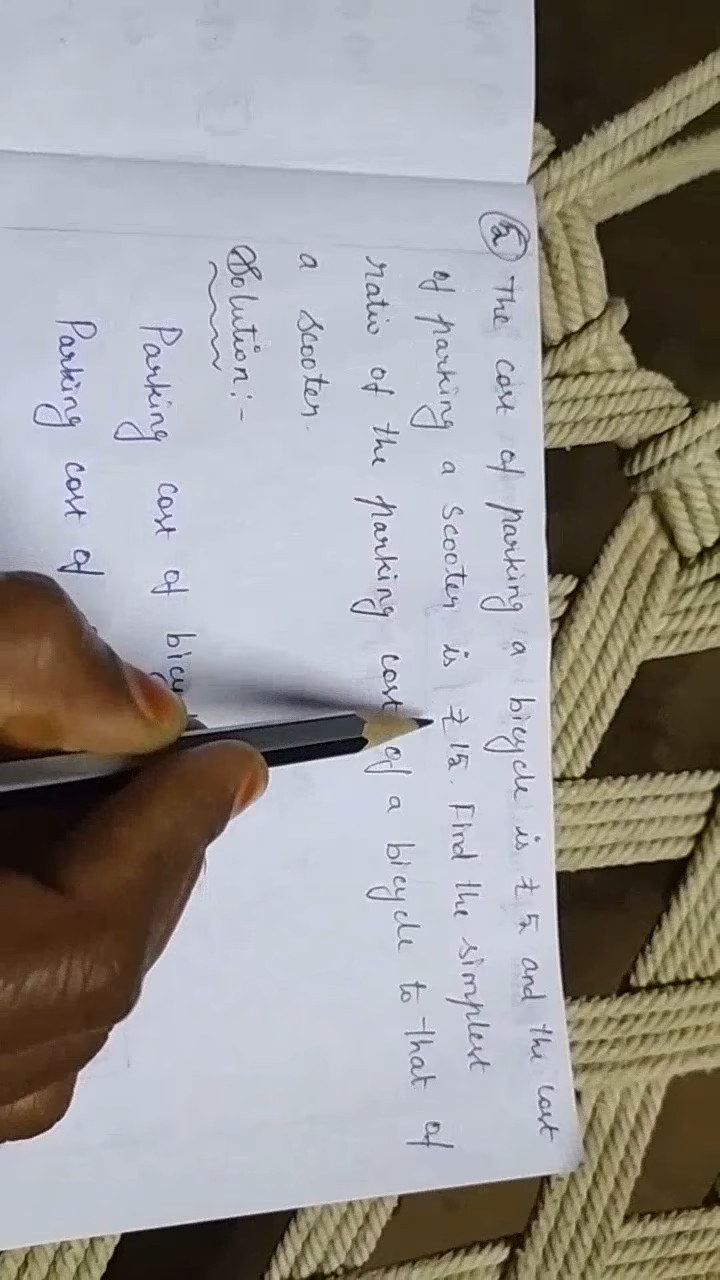 5 The cost of parking a bicycle is ₹ 5 and the cost
of parking a scooter is ₹ 15. Find the simplest
ratio of the parking cost of a bicycle to that of
a scooter.
Solution:-
Parking cost of
Parking cost of